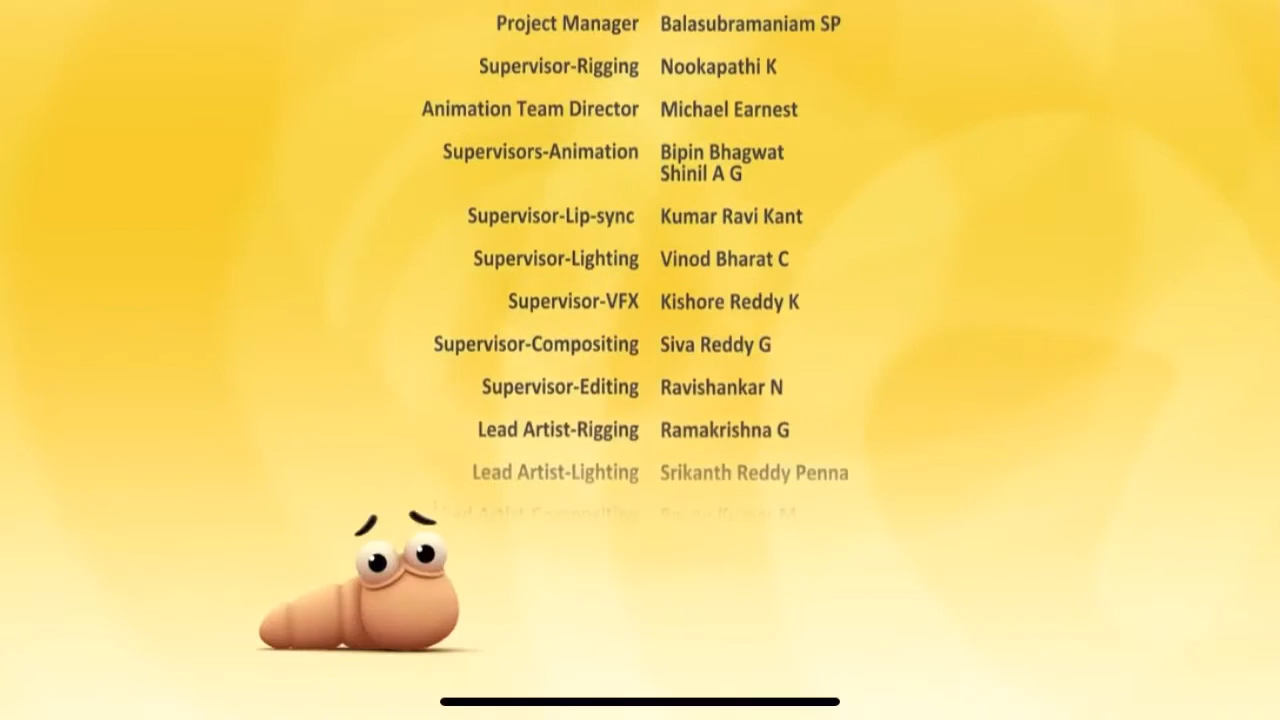 Project Manager Balasubramaniam SP
Supervisor-Rigging Nookapathi K
Animation Team Director Michael Earnest
Supervisors-Animation Bipin Bhagwat
Shinil A G
Supervisor-Lip-sync Kumar Ravi Kant
Supervisor-Lighting Vinod Bharat C
Supervisor-VFX Kishore Reddy K
Supervisor-Compositing Siva Reddy G
Supervisor-Editing Ravishankar N
Lead Artist-Rigging Ramakrishna G
Lead Artist-Lighting Srikanth Reddy Penna
Artist-Compositing